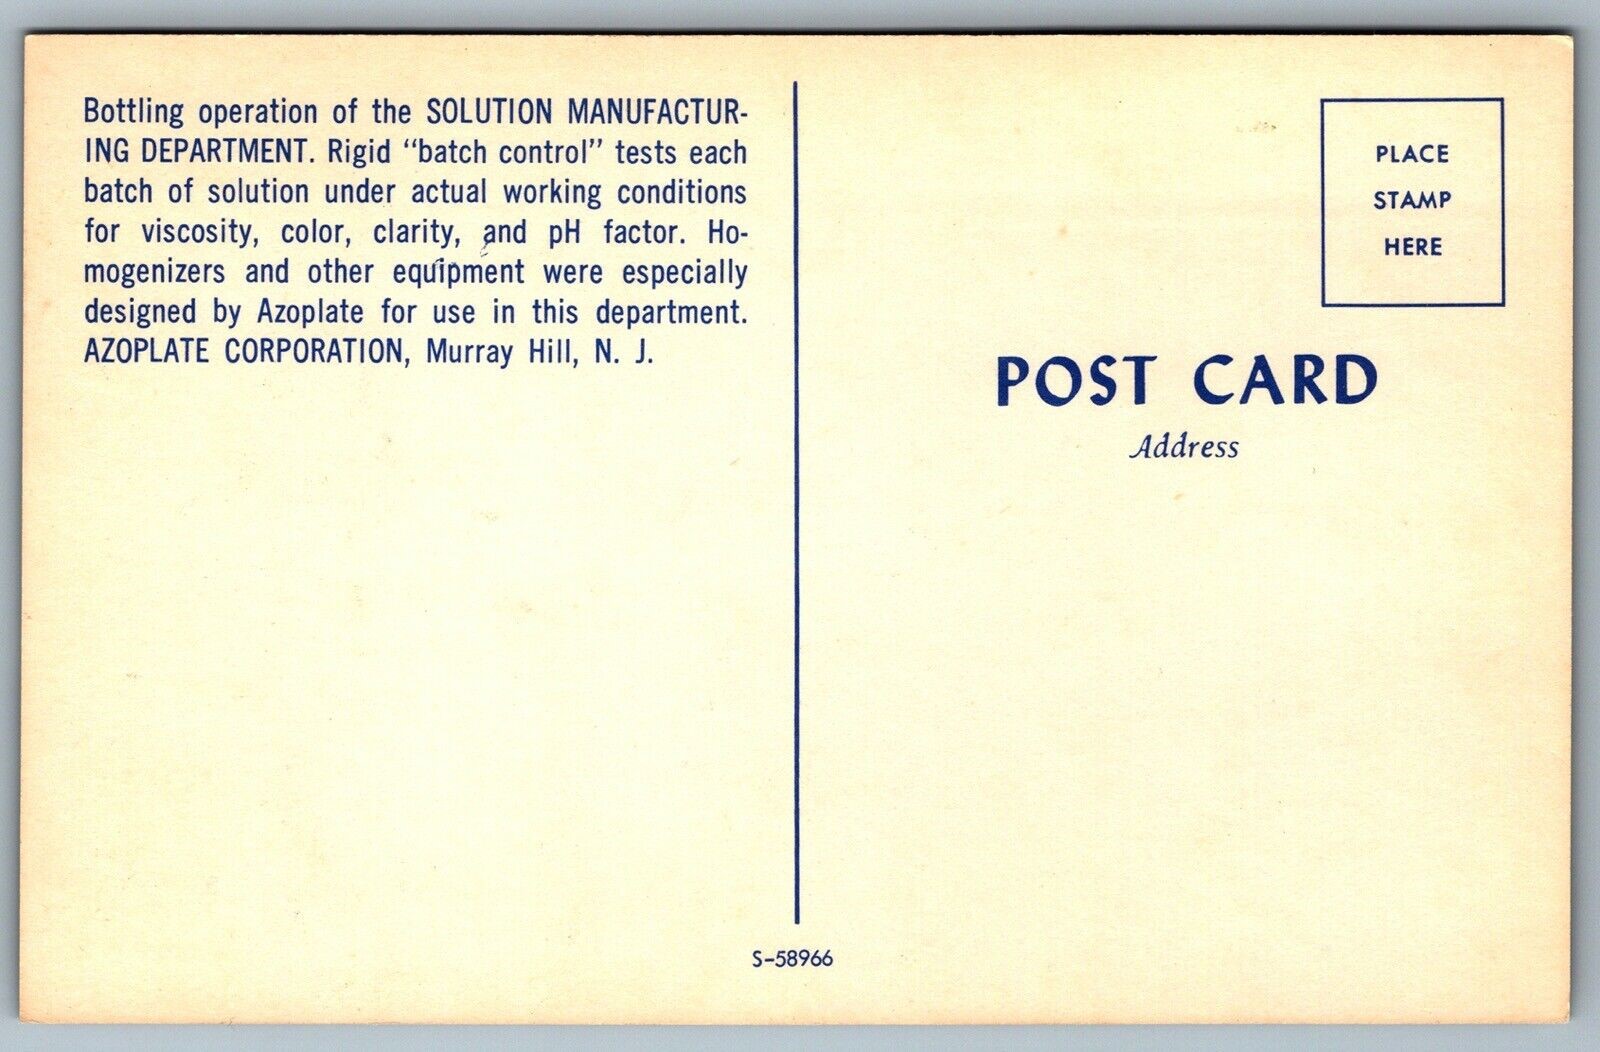 Bottling operation of the SOLUTION MANUFACTUR-
ING DEPARTMENT. Rigid “batch control” tests each
batch of solution under actual working conditions
for viscosity, color, clarity, and pH factor. Ho-
mogenizers and other equipment were especially
designed by Azoplate for use in this department.
AZOPLATE CORPORATION, Murray Hill, N. J.
PLACE
STAMP
HERE
POST CARD
Address
S-58966